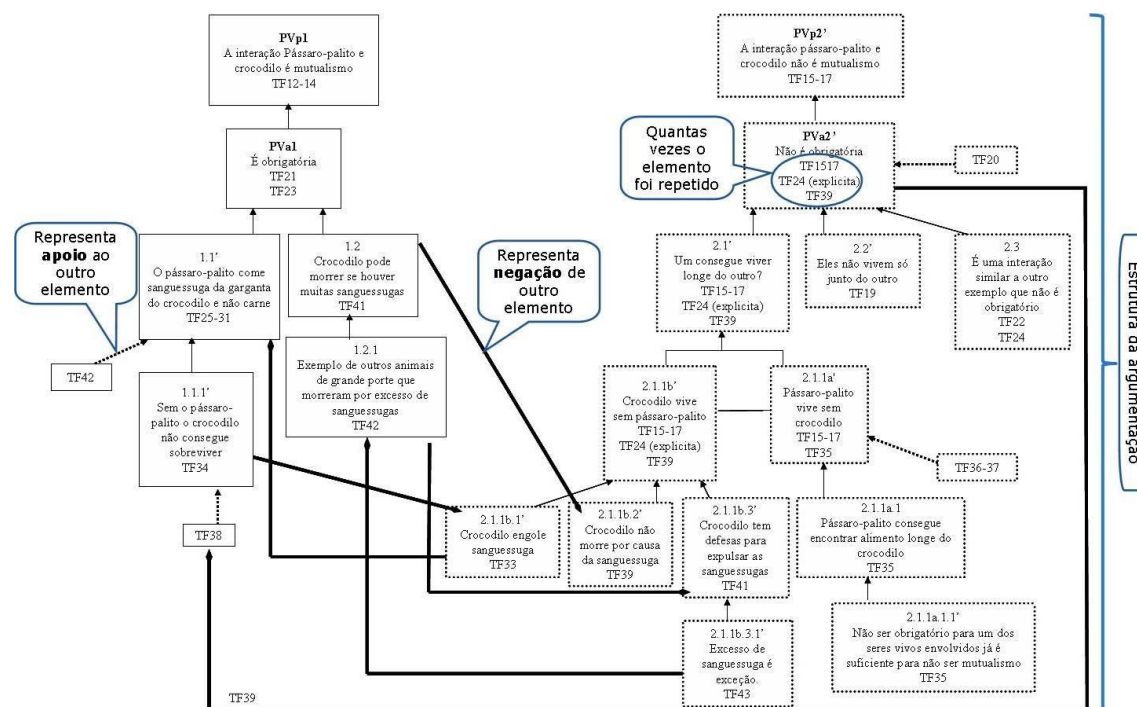 PVp1
A interação Pássaro-palito e
crocodilo é mutualismo
TF12-14
PVp2'
A interação pássaro-palito e
crocodilo não é mutualismo
TF15-17
PVa1
É obrigatória
TF21
TF23
Quantas
vezes o
elemento
foi repetido
PVa2'
Não é obrigatória
TF1517
TF24 (explicita)
TF39
TF20
Representa
apoio ao
outro
elemento
1.1'
O pássaro-palito come
sanguessuga da garganta
do crocodilo e não carne
TF25-31
1.2
Crocodilo pode
morrer se houver
muitas sanguessugas
TF41
Representa
negação de
outro
elemento
2.1'
Um consegue viver
longe do outro?
TF15-17
TF24 (explicita)
TF39
2.2'
Eles não vivem só
junto do outro
TF19
2.3
É uma interação
similar a outro
exemplo que não é
obrigatório
TF22
TF24
Estrutura da argumentação
TF42
1.1.1'
Sem o pássaro-
palito o crocodilo
não consegue
sobreviver
TF34
1.2.1
Exemplo de outros animais
de grande porte que
morreram por excesso de
sanguessugas
TF42
2.1.1b'
Crocodilo vive
sem pássaro-palito
TF15-17
TF24 (explicita)
TF39
2.1.1a'
Pássaro-palito
vive sem
crocodilo
TF15-17
TF35
TF36-37
TF38
2.1.1b.1'
Crocodilo engole
sanguessuga
TF33
2.1.1b.2'
Crocodilo não
morre por causa
da sanguessuga
TF39
2.1.1b.3'
Crocodilo tem
defesas para
expulsar as
sanguessugas
TF41
2.1.1a.1
Pássaro-palito consegue
encontrar alimento longe do
crocodilo
TF35
2.1.1b.3.1'
Excesso de
sanguessuga é
exceção.
TF43
2.1.1a.1.1'
Não ser obrigatório para um dos
seres vivos envolvidos já é
suficiente para não ser mutualismo
TF35
TF39